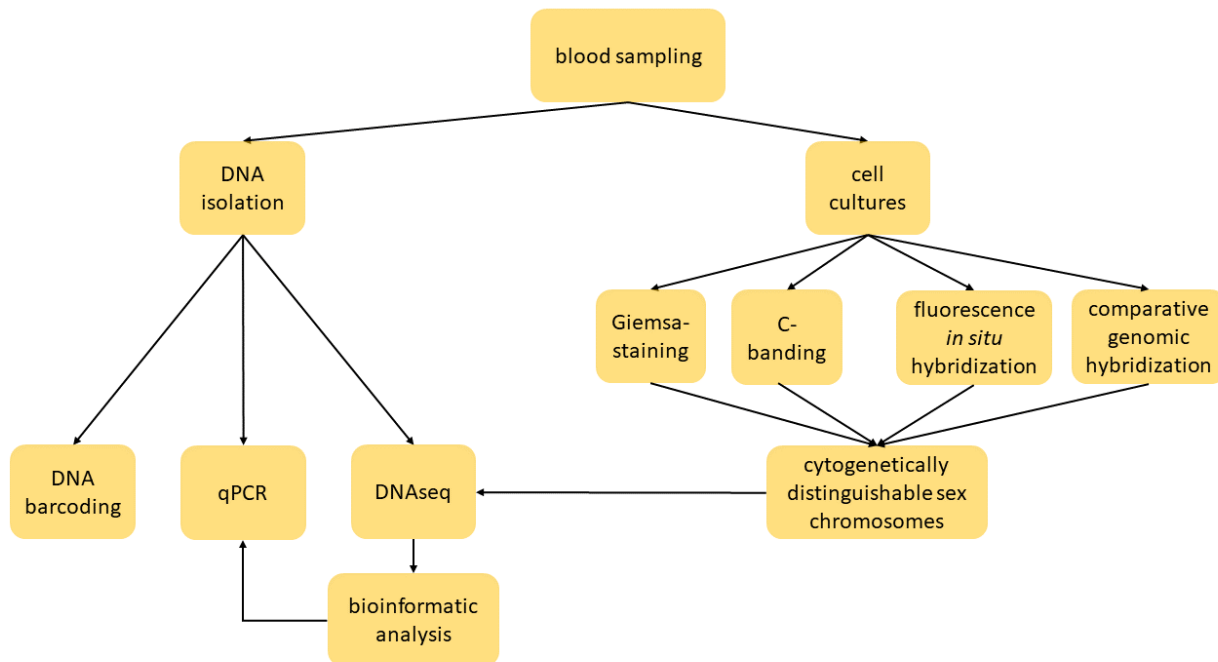 blood sampling
DNA
isolation
cell
cultures
Giemsa-
staining
C-
banding
fluorescence
in situ
hybridization
comparative
genomic
hybridization
DNA
barcoding
qPCR
DNAseq
cytogenetically
distinguishable sex
chromosomes
bioinformatic
analysis